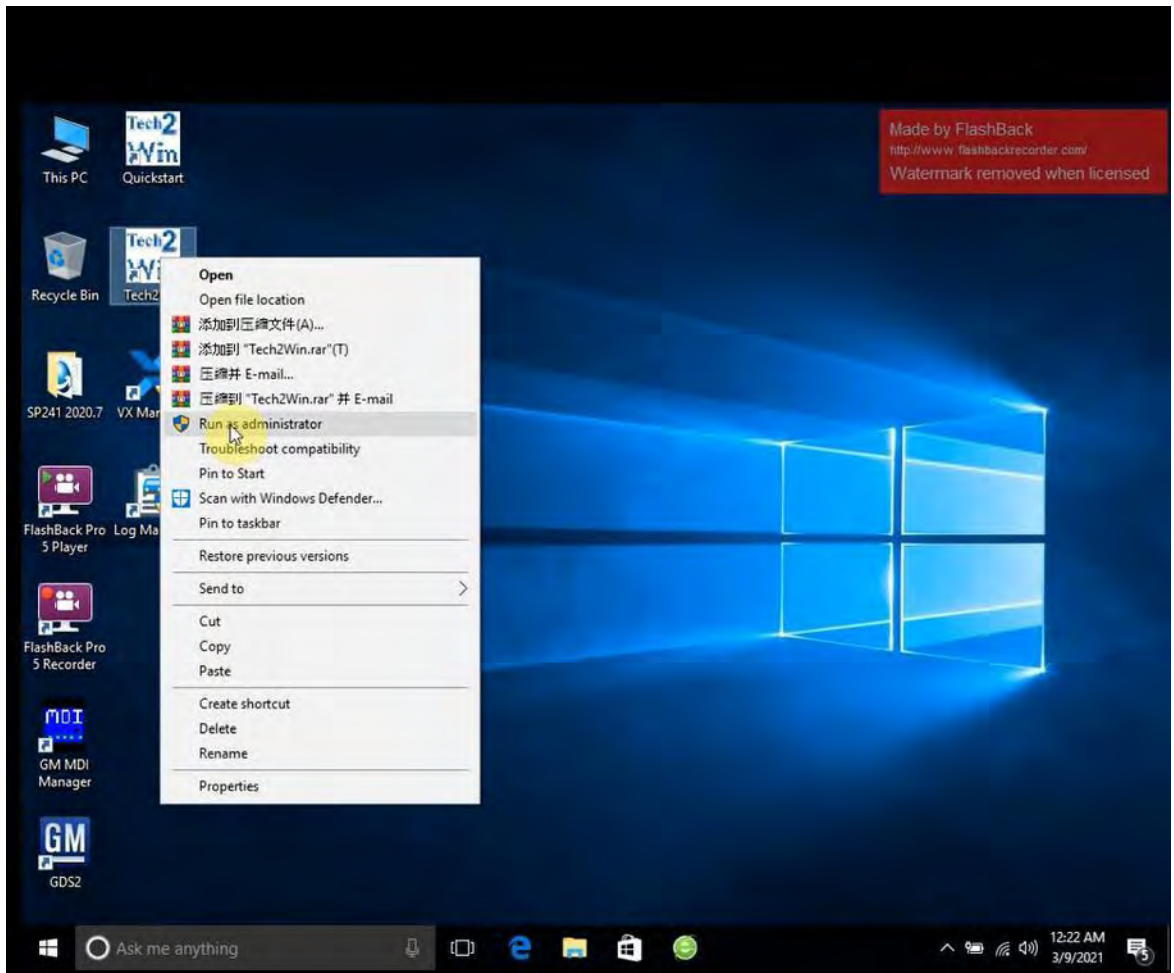 Made by FlashBack
http://www.flashbackrecorder.com/
Watermark removed when licensed
This PC
Tech2
Win
Quickstart
Recycle Bin
Tech2
SP241 2020.7
VX Mar
FlashBack Pro
5 Player
Log Ma
FlashBack Pro
5 Recorder
MDI
GM MDI
Manager
GM
GDS2
Open
Open file location
添加到压缩文件(A)...
添加到 "Tech2Win.rar"(T)
压缩并 E-mail...
压缩到 "Tech2Win.rar" 并 E-mail
Run as administrator
Troubleshoot compatibility
Pin to Start
Scan with Windows Defender...
Pin to taskbar
Restore previous versions
Send to
Cut
Copy
Paste
Create shortcut
Delete
Rename
Properties
Ask me anything
12:22 AM
3/9/2021
5